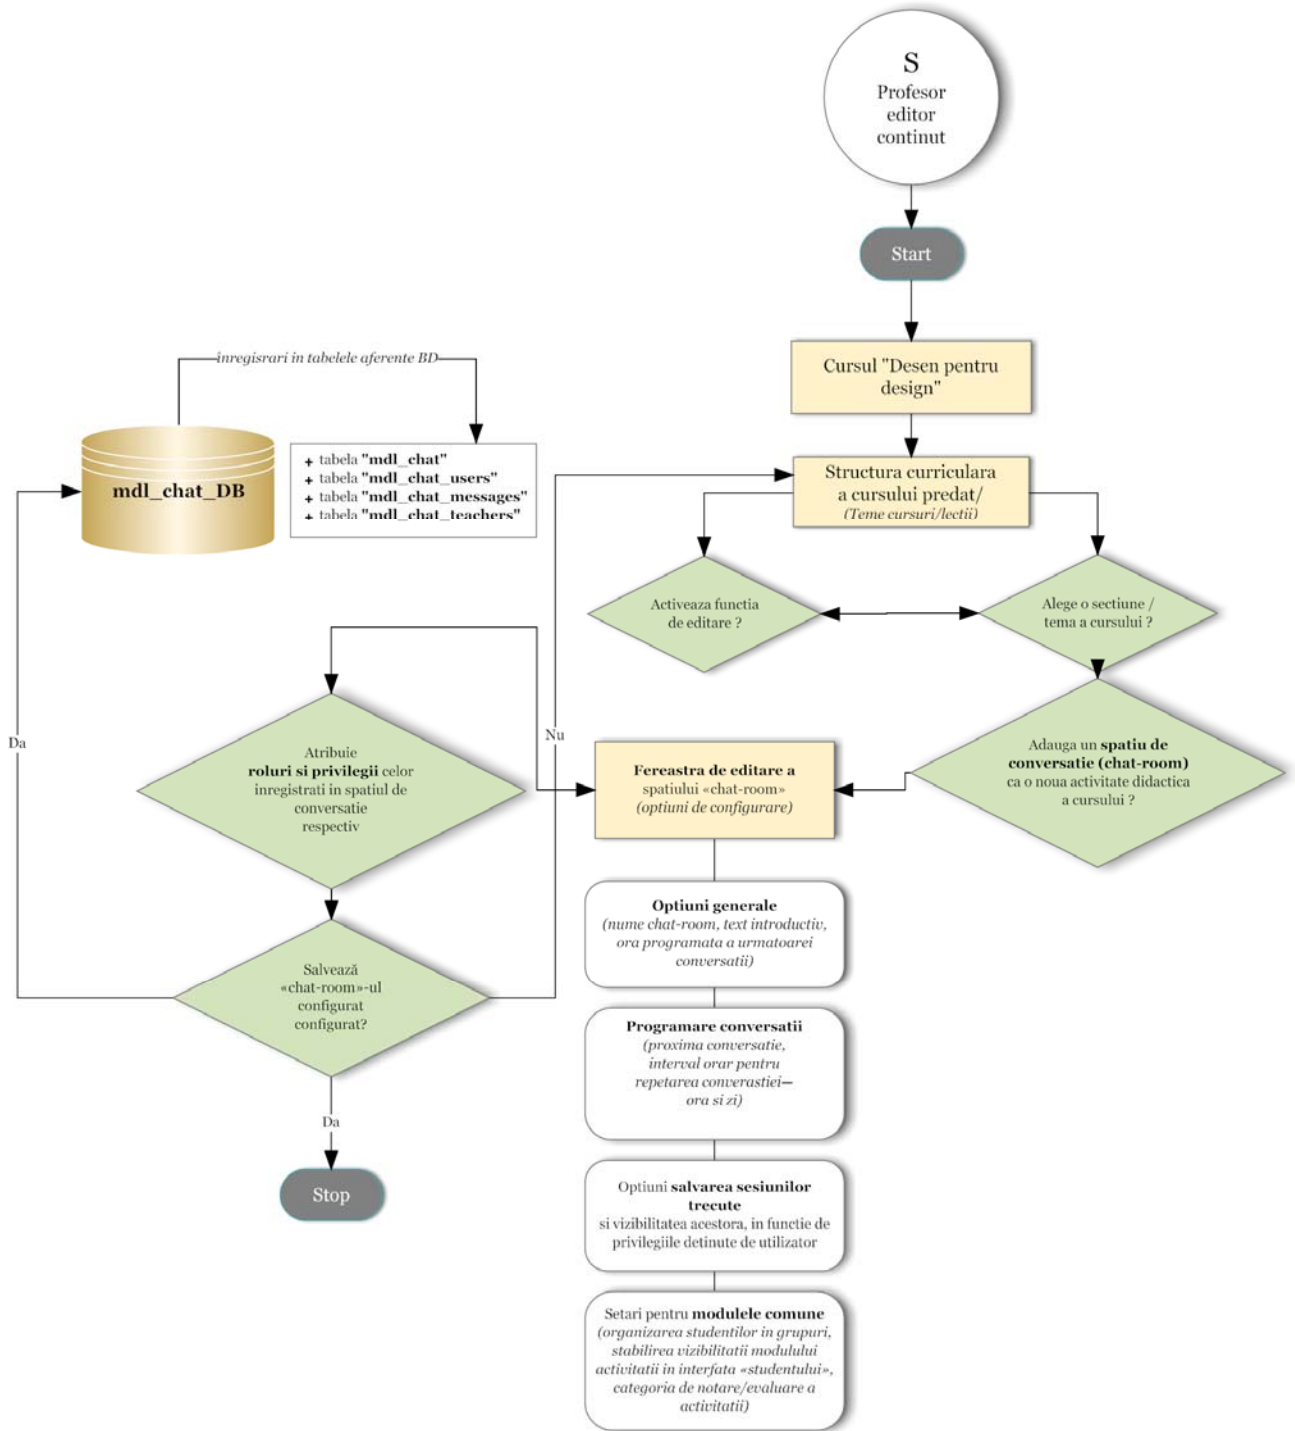 S
Profesor
editor
continut
Start
Cursul "Desen pentru
design"
Structura curriculara
a cursului predat/
(Teme cursuri/lectii)
înregisrari in tabelele aferente BD
mdl_chat_DB
+ tabela "mdl_chat"
+ tabela "mdl_chat_users"
+ tabela "mdl_chat_messages"
+ tabela "mdl_chat_teachers"
Activeaza functia
de editare ?
Alege o sectiune /
tema a cursului ?
Adauga un spatiu de
conversatie (chat-room)
ca o noua activitate didactica
a cursului ?
Fereastra de editare a
spatiului «chat-room»
(optiuni de configurare)
Atribuie
roluri si privilegii celor
inregistrati in spatiul de
conversatie
respectiv
Da
Nu
Salvează
«chat-room»-ul
configurat
configurat?
Da
Stop
Optiuni generale
(nume chat-room, text introductiv,
ora programata a urmatoarei
conversatii)
Programare conversatii
(proxima conversatie,
interval orar pentru
repetarea converastiei—
ora si zi)
Optiuni salvarea sesiunilor
trecute
si vizibilitatea acestora, in functie de
privilegiile detinute de utilizator
Setari pentru modulele comune
(organizarea studentilor in grupuri,
stabilirea vizibilitatii modulului
activitatii in interfata «studentului»,
categoria de notare/evaluare a
activitatii)